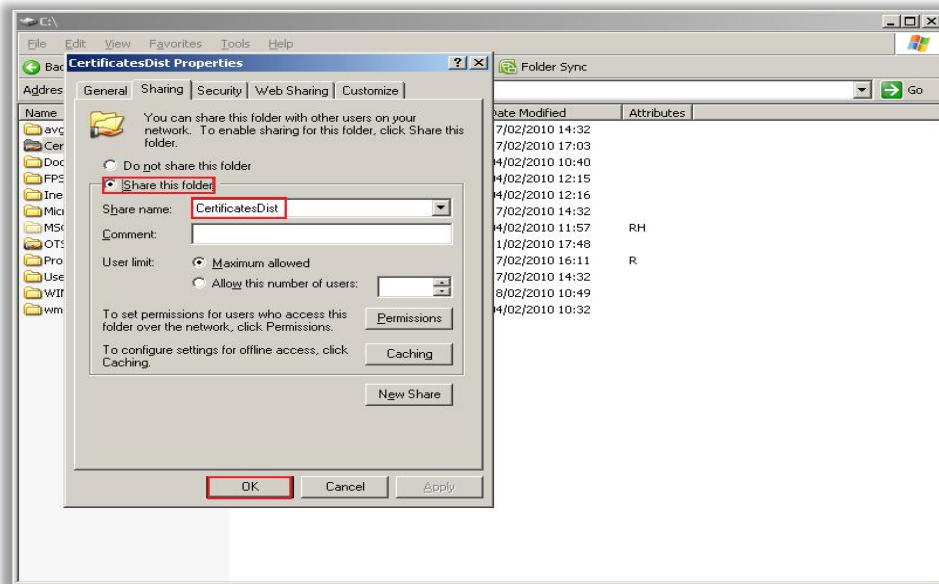 C:\
File Edit View Favorites Tools Help
Bac
Folder Sync
Addres
Go
Name
Date Modified
Attributes
CertificatesDist Properties
General Sharing Security Web Sharing Customize
You can share this folder with other users on your
network. To enable sharing for this folder, click Share this
folder.
Do not share this folder
Share this folder
Share name: CertificatesDist
Comment:
User limit: Maximum allowed
Allow this number of users:
To set permissions for users who access this
folder over the network, click Permissions.
Permissions
To configure settings for offline access, click
Caching.
Caching
New Share
OK Cancel Apply
avg
7/02/2010 14:32
Cer
7/02/2010 17:03
Doc
4/02/2010 10:40
FPS
4/02/2010 12:15
Ine
4/02/2010 12:16
Mic
7/02/2010 14:32
MSO
4/02/2010 11:57 RH
OTS
1/02/2010 17:48
Pro
7/02/2010 16:11 R
Use
7/02/2010 14:32
WIN
8/02/2010 10:49
wm
4/02/2010 10:32